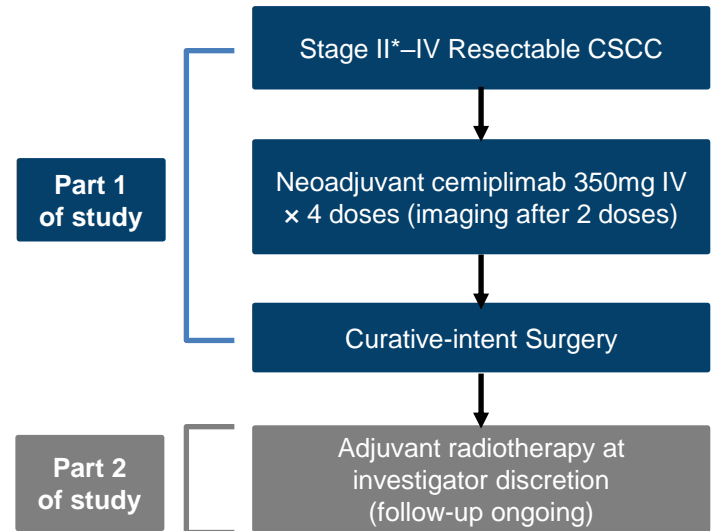 Stage II*–IV Resectable CSCC
Part 1
of study
Neoadjuvant cemiplimab 350mg IV
× 4 doses (imaging after 2 doses)
Curative-intent Surgery
Part 2
of study
Adjuvant radiotherapy at
investigator discretion
(follow-up ongoing)